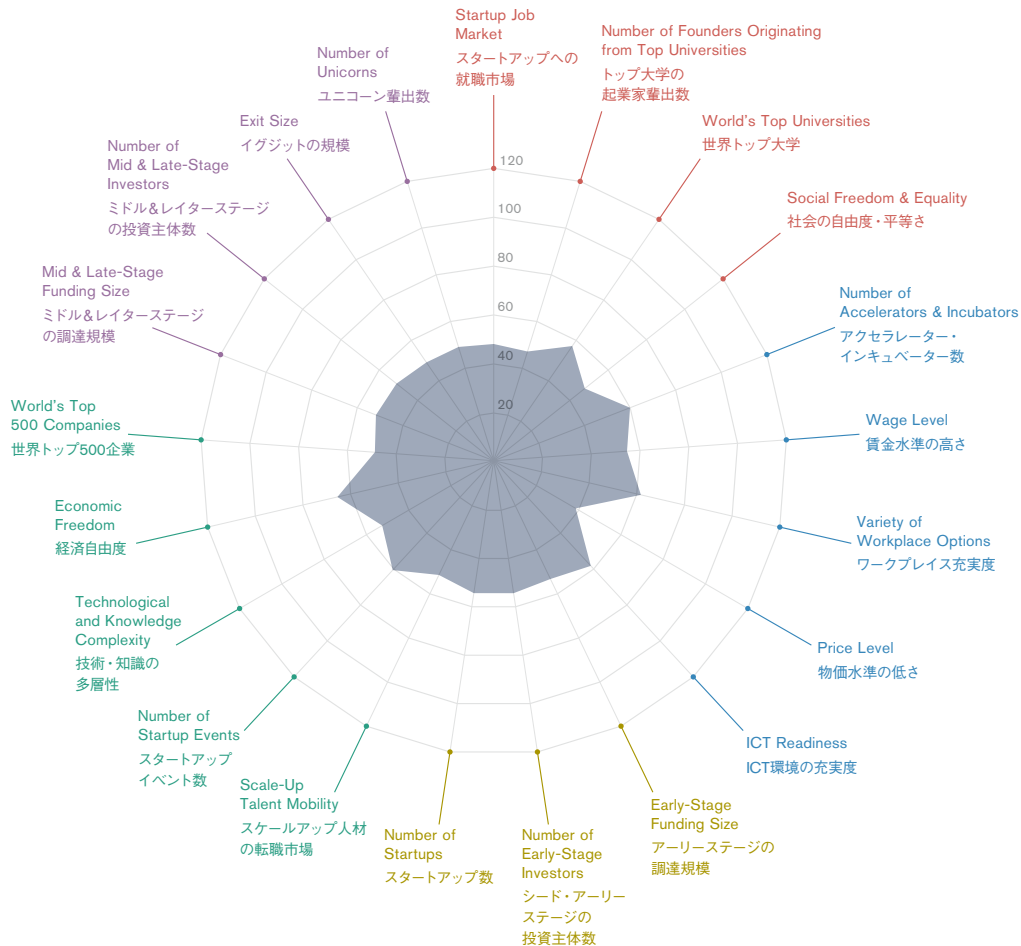 Startup Job
Market
スタートアップへの
就職市場
Number of Founders Originating
from Top Universities
トップ大学の
起業家輩出数
World's Top Universities
世界トップ大学
Social Freedom & Equality
社会の自由度・平等さ
Number of
Accelerators & Incubators
アクセラレーター・
インキュベーター数
Wage Level
賃金水準の高さ
Variety of
Workplace Options
ワークプレイス充実度
Price Level
物価水準の低さ
ICT Readiness
ICT環境の充実度
Early-Stage
Funding Size
アーリーステージの
調達規模
Number of
Early-Stage
Investors
シード・アーリー
ステージの
投資主体数
Number of
Startups
スタートアップ数
Scale-Up
Talent Mobility
スケールアップ人材
の転職市場
Number of
Startup Events
スタートアップ
イベント数
Technological
and Knowledge
Complexity
技術・知識の
多層性
Economic
Freedom
経済自由度
World's Top
500 Companies
世界トップ500企業
Mid & Late-Stage
Funding Size
ミドル&レイターステージ
の調達規模
Number of
Mid & Late-Stage
Investors
ミドル&レイターステージ
の投資主体数
Exit Size
イグジットの規模
Number of
Unicorns
ユニコーン輩出数
120
100
80
60
40
20